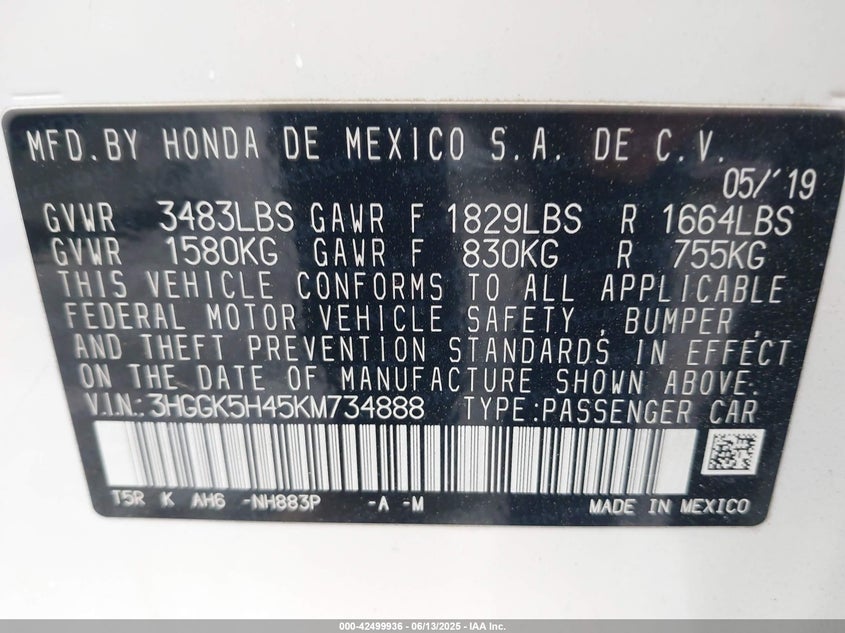 MFD.BY HONDA DE MEXICO S.A. DE C.V.
05/'19
GVWR 3483LBS GAWR F 1829LBS R 1664LBS
GVWR 1580KG GAWR F 830KG R 755KG
THIS VEHICLE CONFORMS TO ALL APPLICABLE
FEDERAL MOTOR VEHICLE SAFETY , BUMPER ,
AND THEFT PREVENTION STANDARDS IN EFFECT
ON THE DATE OF MANUFACTURE SHOWN ABOVE.
V.I.N.:3HGGK5H45KM734888 TYPE:PASSENGER CAR
T5R K AH6 -NH883P -A -M MADE IN MEXICO
000-42499936 - 06/13/2025 - IAA Inc.